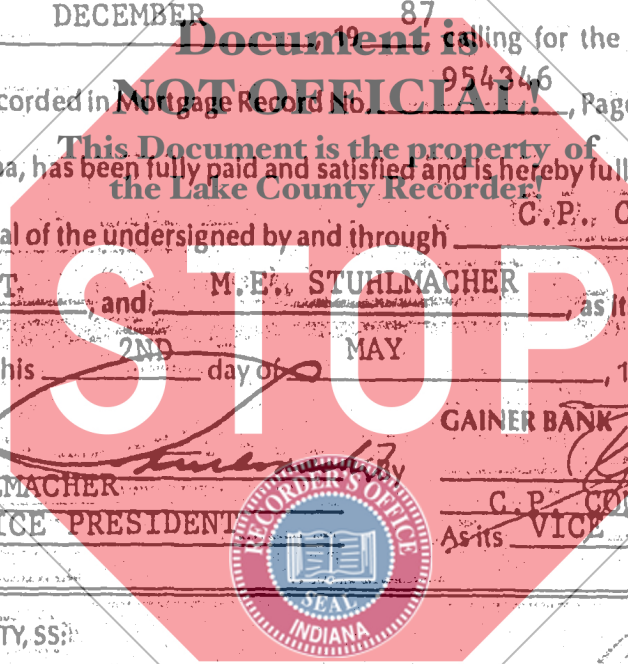 DECEMBER 87
Document is
, 19 , calling for the
954346
corded in Mortgage Record No. , Page
NOT OFFICIAL!
This Document is the property of
na, has been fully paid and satisfied and is hereby full
the Lake County Recorder!
C.P.
al of the undersigned by and through
T. , and M.E. STUHLMACHER , as it
STOP
his 2ND day of MAY , 1
GAINER BANK
By
LMACHER
C.P.
ICE PRESIDENT
As its VICE
RECORDER'S OFFICE
SEAL
INDIANA
TY, SS: